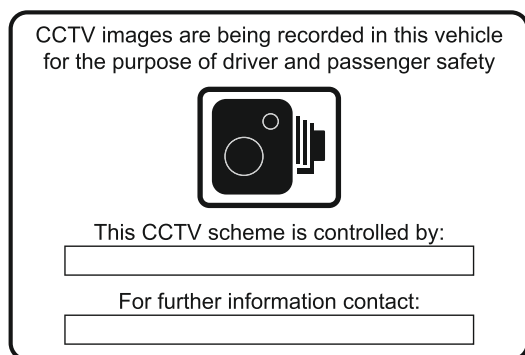 CCTV images are being recorded in this vehicle
for the purpose of driver and passenger safety
This CCTV scheme is controlled by:
For further information contact: